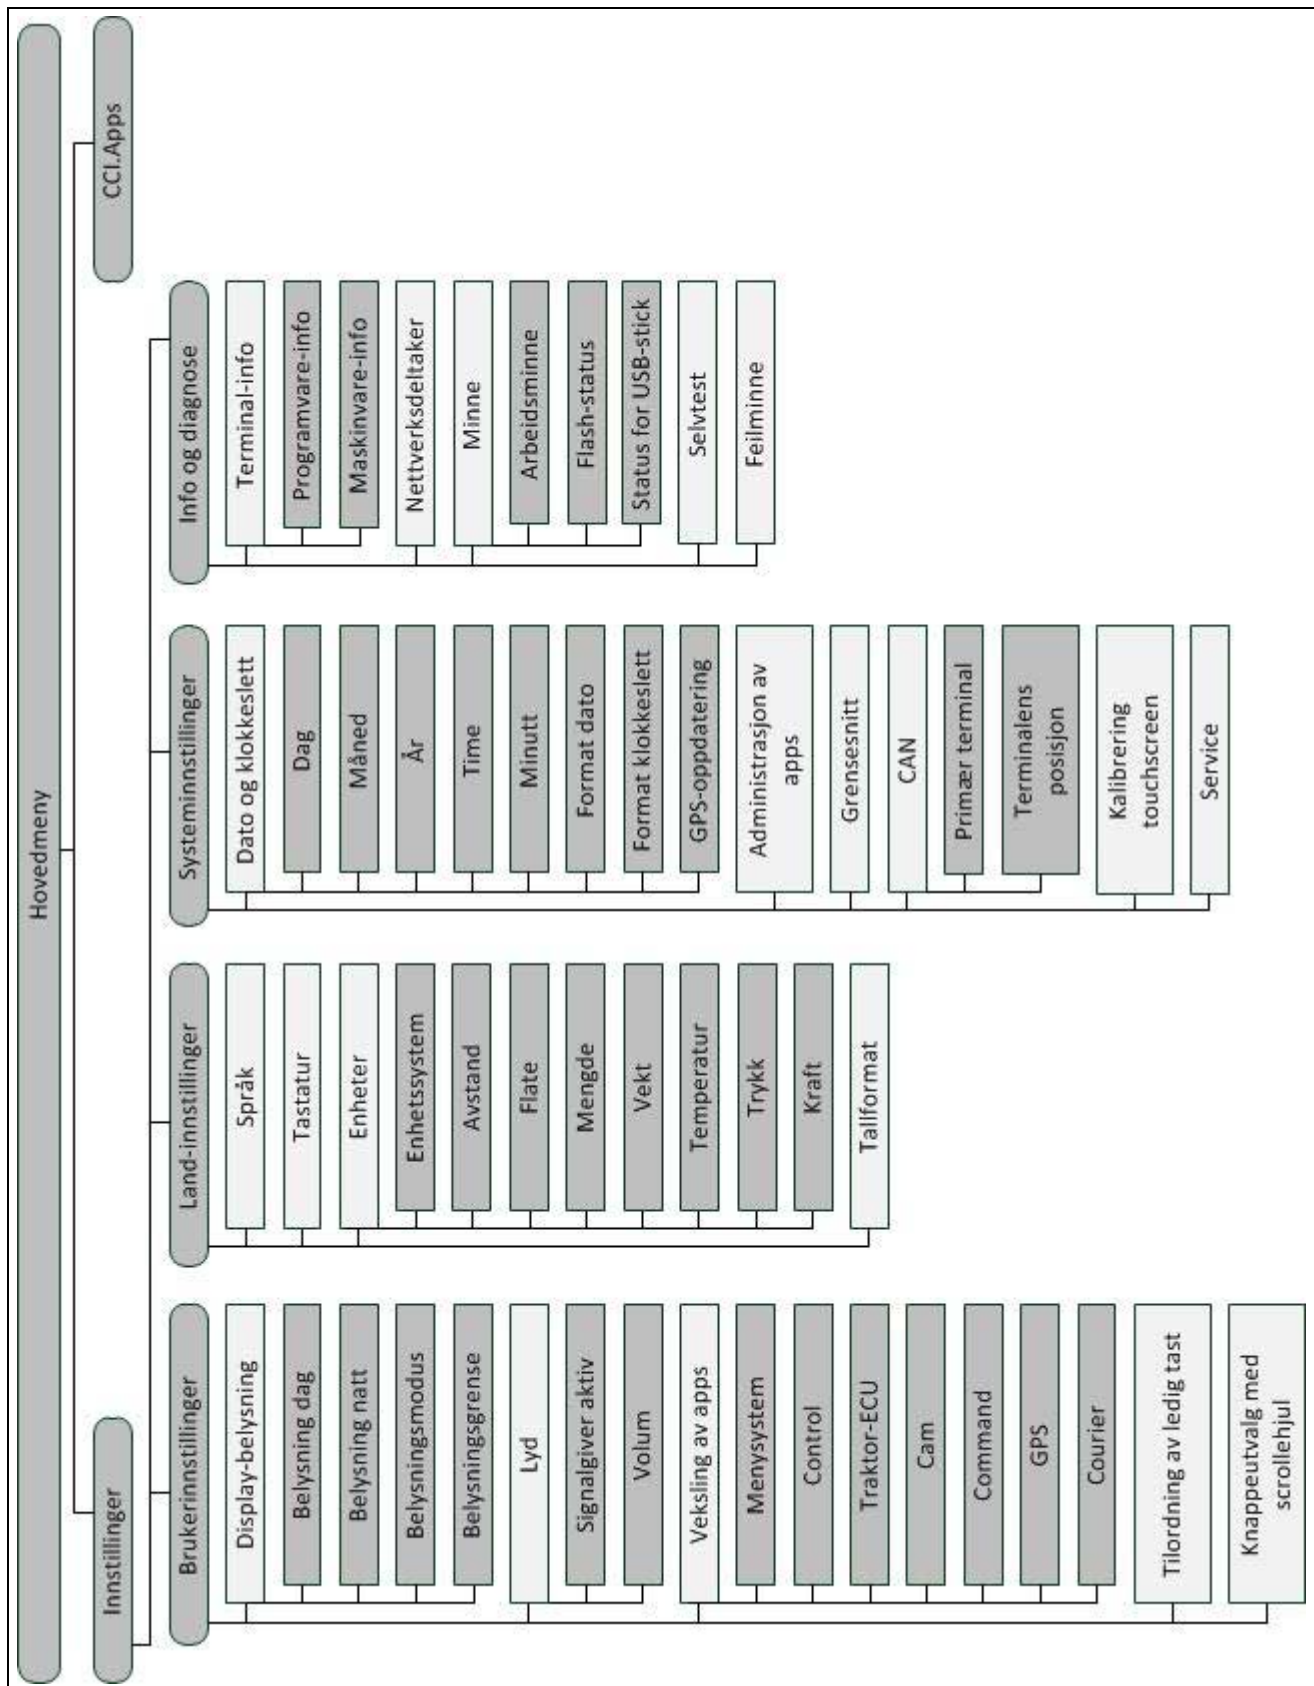 Hovedmeny
Innstillinger
CCI.Apps
Brukerinnstillinger
Display-belysning
Belysning dag
Belysning natt
Belysningsmodus
Belysningsgrense
Lyd
Signalgiver aktiv
Volum
Veksling av apps
Menysystem
Control
Traktor-ECU
Cam
Command
GPS
Courier
Tilordning av ledig tast
Knappeutvalg med
scrollehjul
Land-innstillinger
Språk
Tastatur
Enheter
Enhetssystem
Avstand
Flate
Mengde
Vekt
Temperatur
Trykk
Kraft
Tallformat
Systeminnstillinger
Dato og klokkeslett
Dag
Måned
År
Time
Minutt
Format dato
Format klokkeslett
GPS-oppdatering
Administrasjon av
apps
Grensesnitt
CAN
Primær terminal
Terminalens
posisjon
Kalibrering
touchscreen
Service
Info og diagnose
Terminal-info
Programvare-info
Maskinvare-info
Nettverksdeltaker
Minne
Arbeidsminne
Flash-status
Status for USB-stick
Selvtest
Feilminne